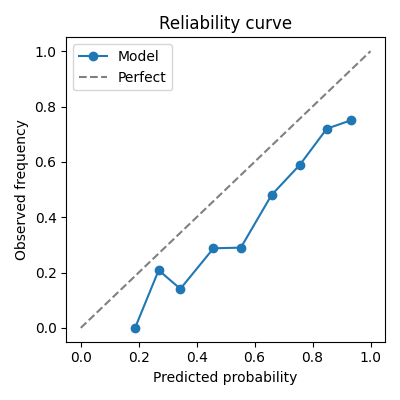 Reliability curve
Model
Perfect
1.0
0.8
0.6
0.4
0.2
0.0
Observed frequency
0.0 0.2 0.4 0.6 0.8 1.0
Predicted probability